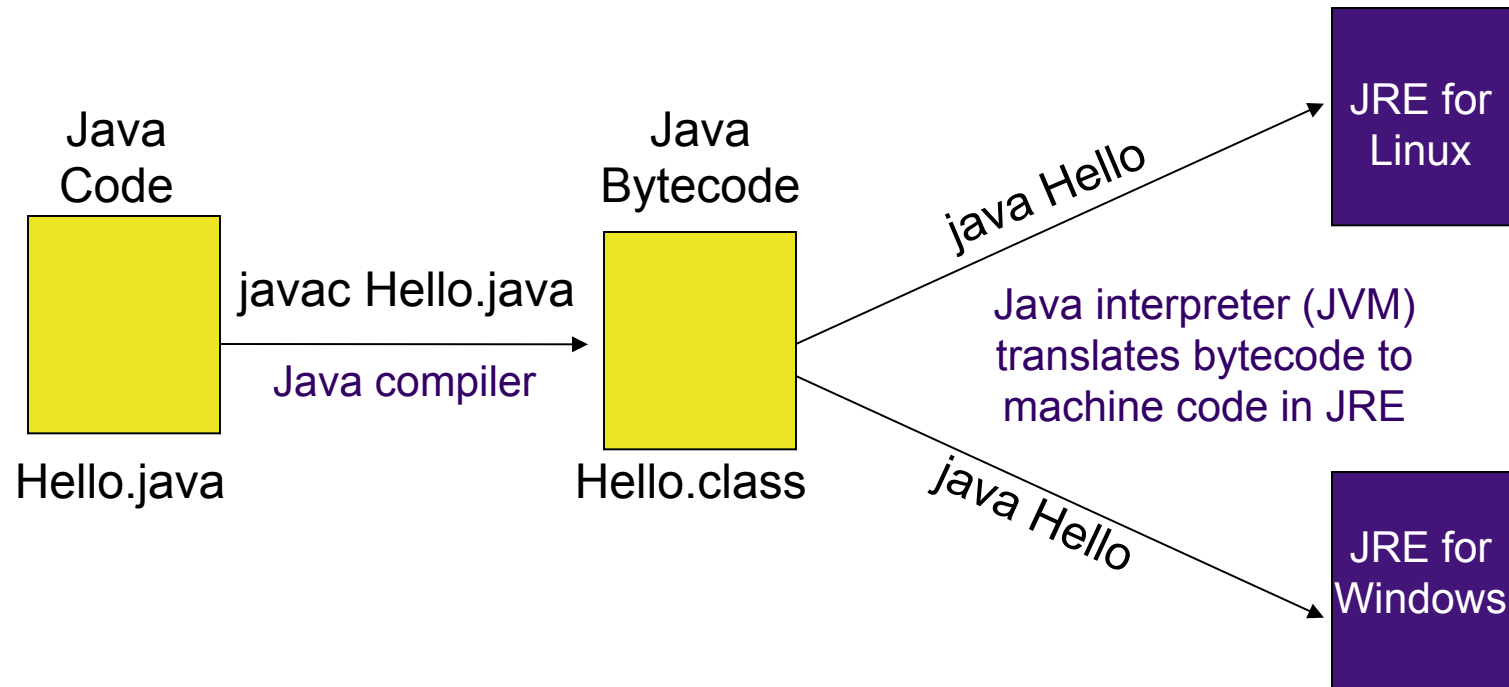 Java
Code
Hello.java
javac Hello.java
Java compiler
Java
Bytecode
Hello.class
java Hello
Java interpreter (JVM)
translates bytecode to
machine code in JRE
java Hello
JRE for
Linux
JRE for
Windows